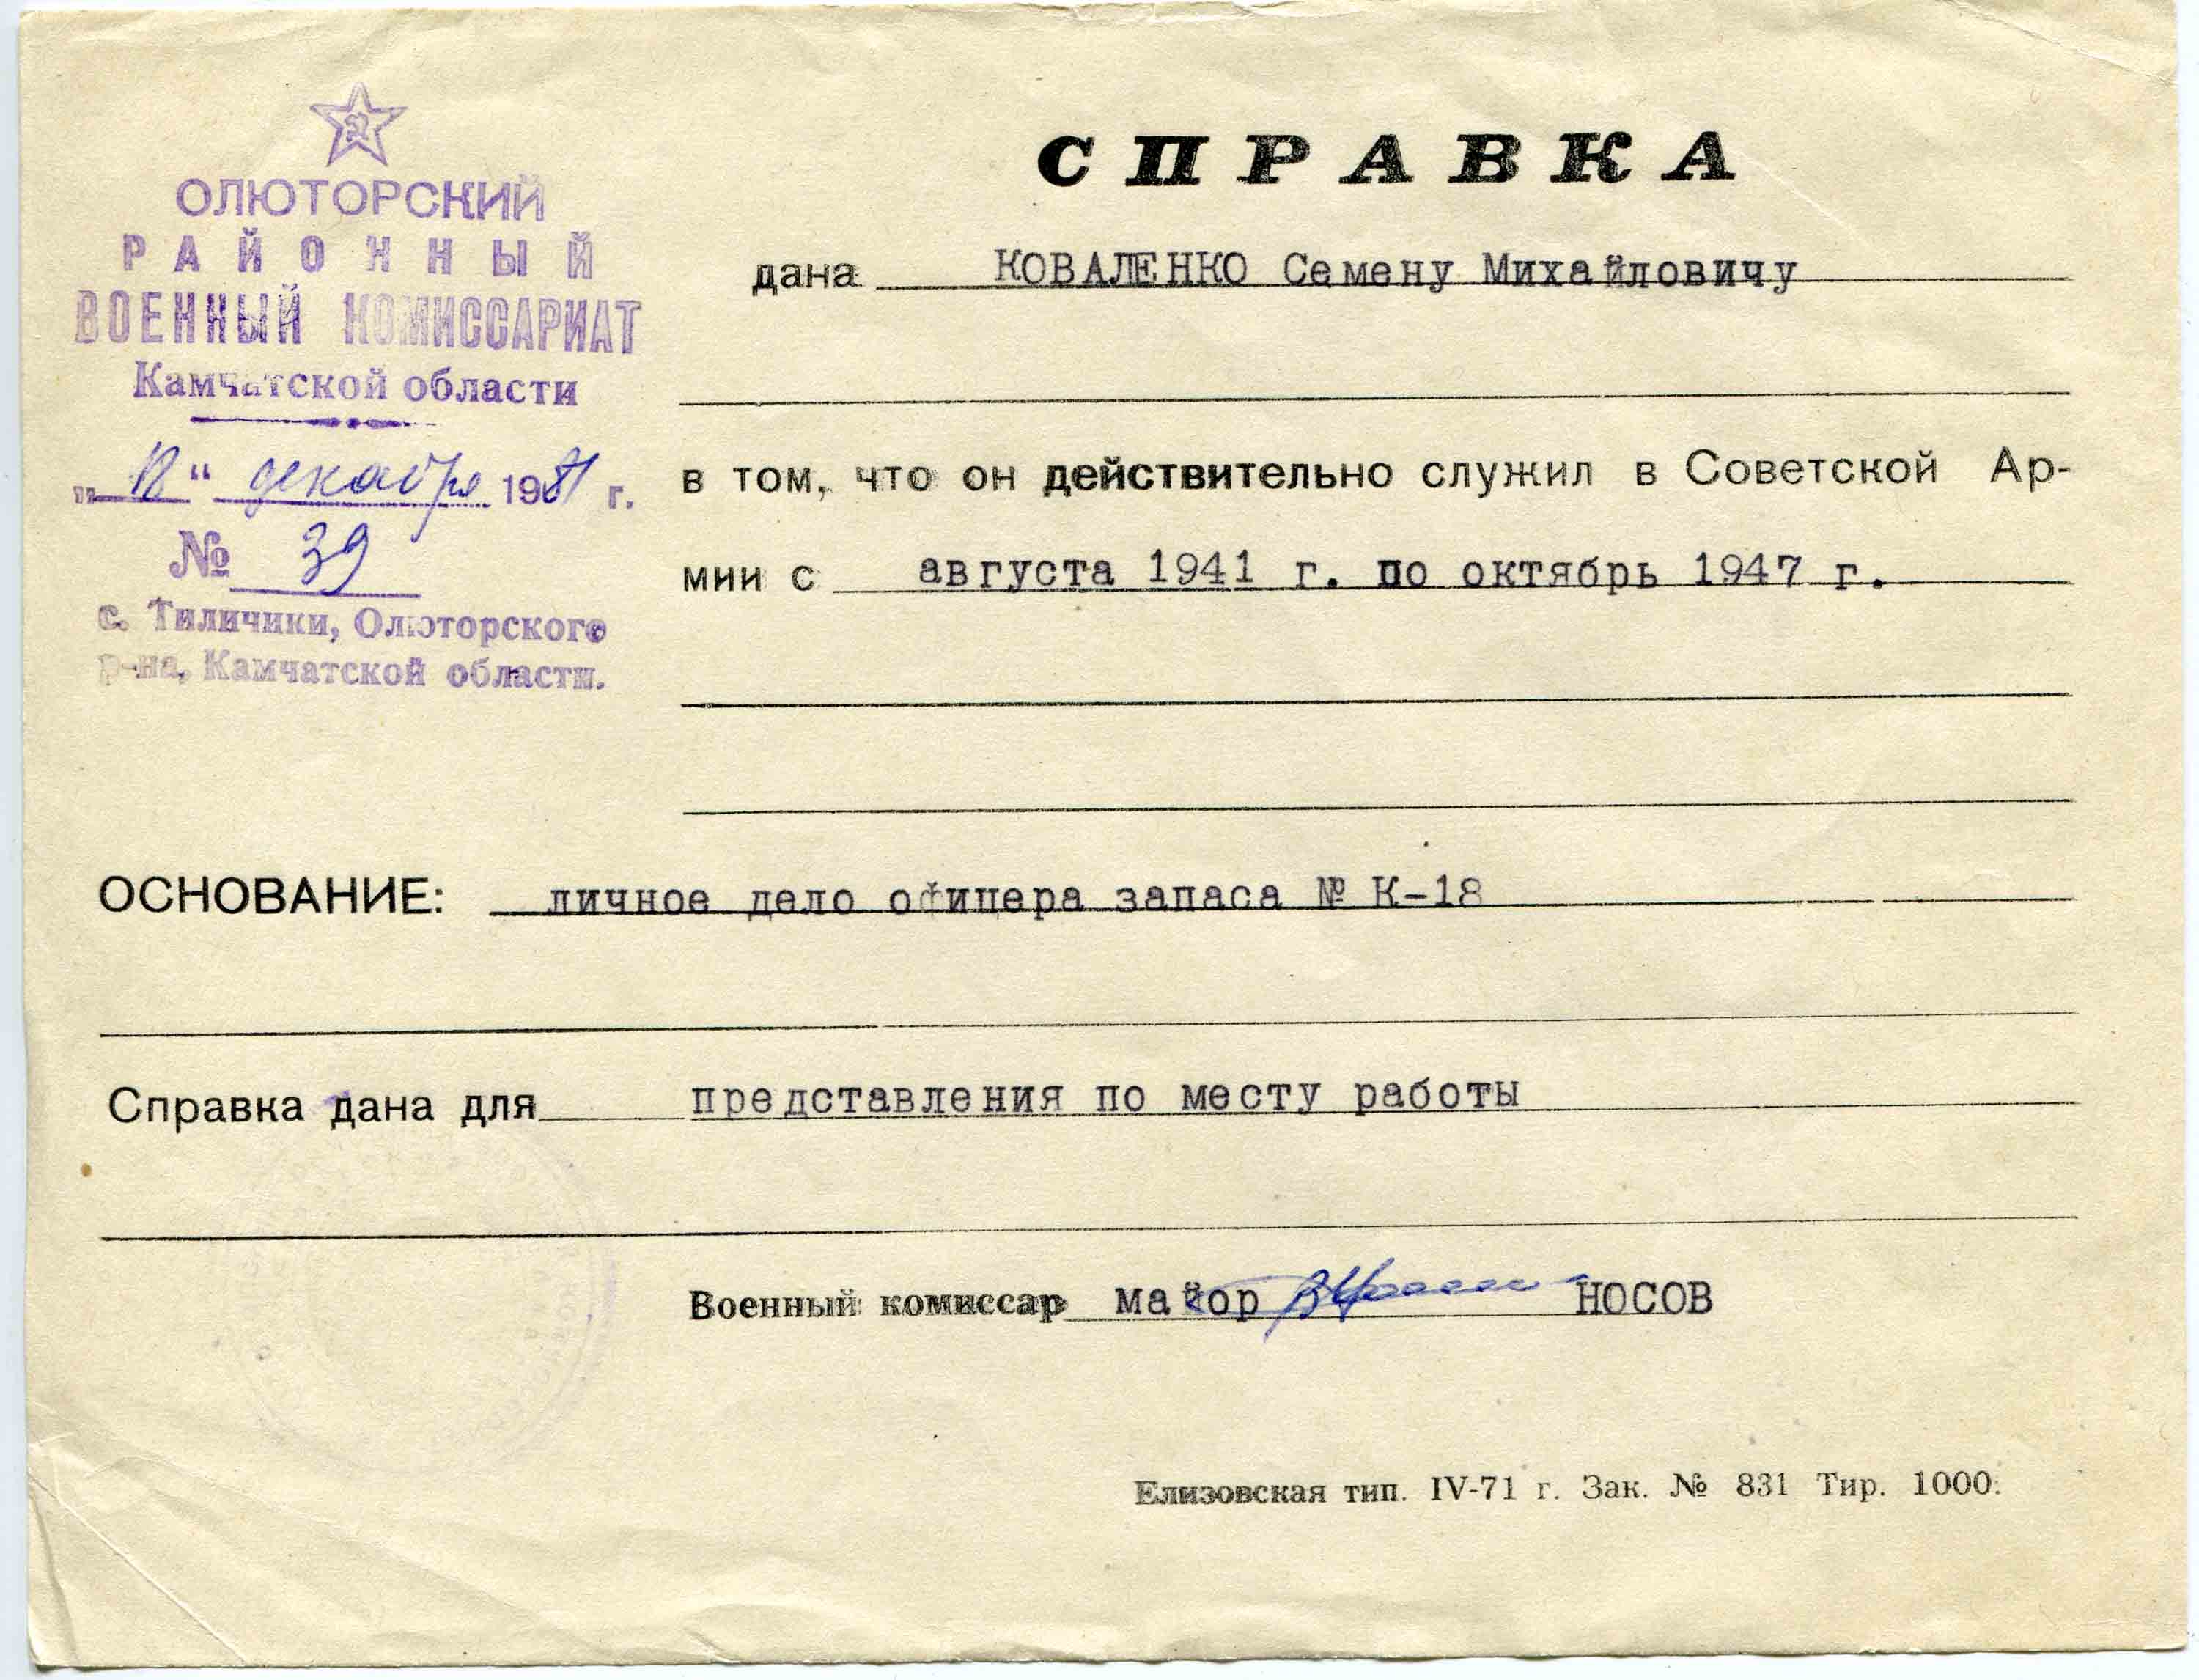 ОЛЮТОРСКИЙ
РАЙОННЫЙ
ВОЕННЫЙ КОМИССАРИАТ
Камчатской области
декабря 1981 г.
№ 39
с. Тиличики, Олюторского
р-на, Камчатской области.
СПРАВКА
дана КОВАЛЕНКО Семену Михайловичу
в том, что он действительно служил в Советской Ар-
мии с августа 1941 г. по октябрь 1947 г.
ОСНОВАНИЕ: личное дело офицера запаса № К-18
Справка дана для представления по месту работы
Военный комиссар майор НОСОВ
Елизовская тип. IV-71 г. Зак. № 831 Тир. 1000.